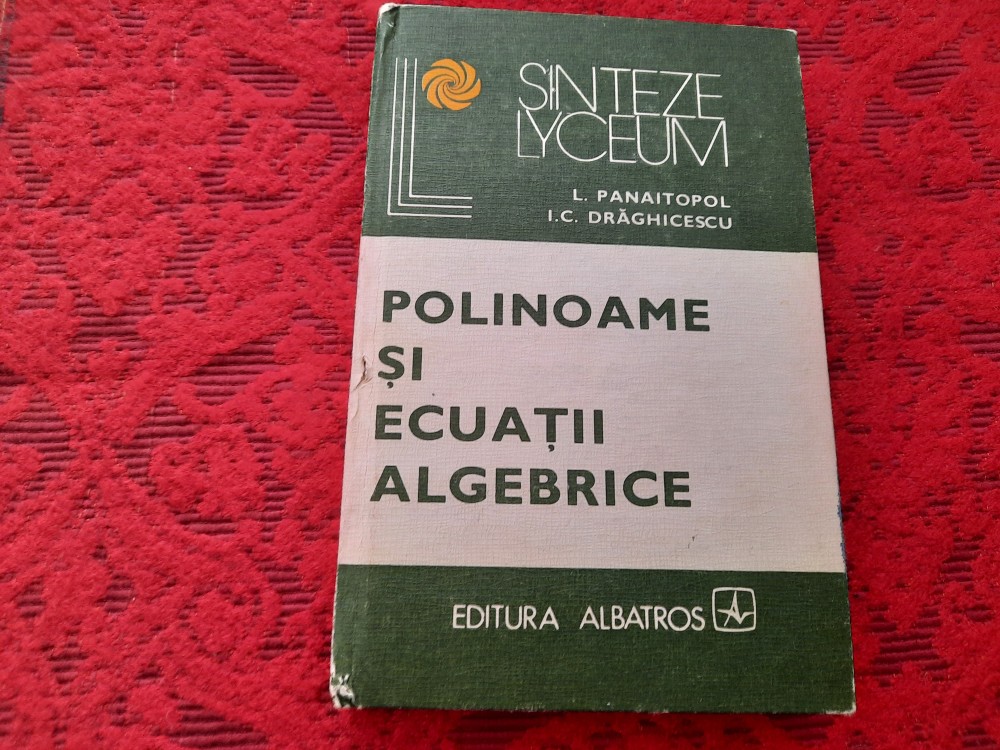 SINTEZE
LYCEUM
L. PANAITOPOL
I.C. DRĂGHICESCU
POLINOAME
ȘI
ECUAȚII
ALGEBRICE
EDITURA ALBATROS